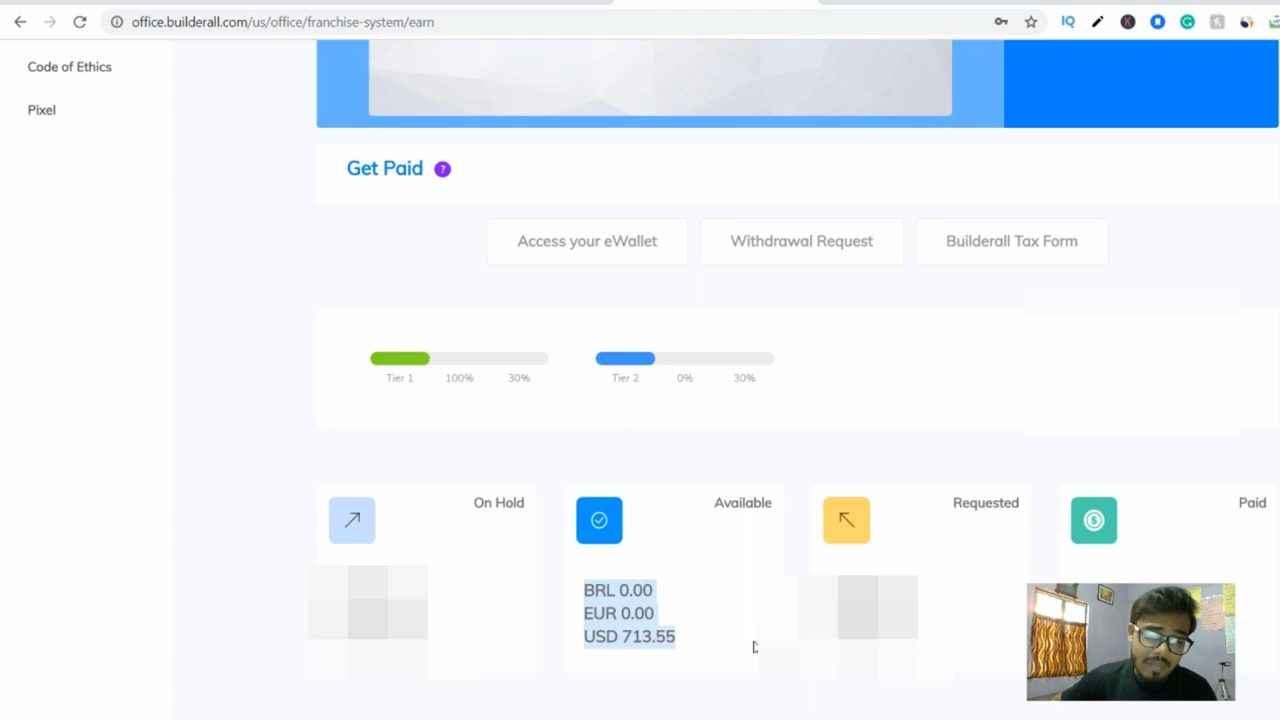 office.builderall.com/us/office/franchise-system/earn
IQ
Code of Ethics
Pixel
Get Paid ?
Access your eWallet
Withdrawal Request
Builderall Tax Form
Tier 1 100% 30%
Tier 2 0% 30%
On Hold
Available
BRL 0.00
EUR 0.00
USD 713.55
Requested
Paid